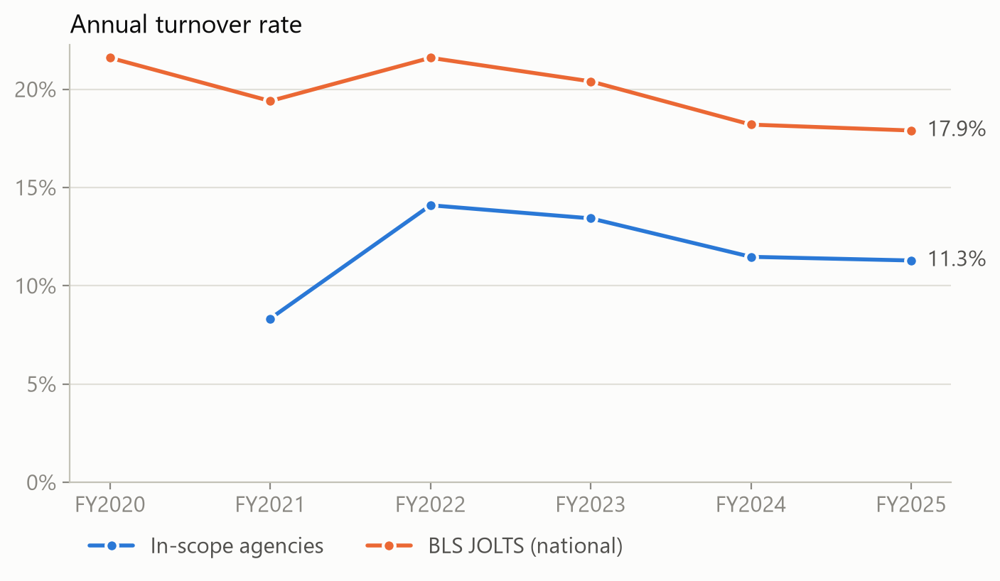 Annual turnover rate
20%
15%
10%
5%
0%
17.9%
11.3%
FY2020 FY2021 FY2022 FY2023 FY2024 FY2025
In-scope agencies BLS JOLTS (national)